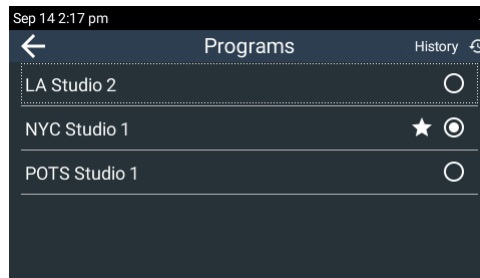 Sep 14 2:17 pm
Programs History
LA Studio 2
NYC Studio 1
POTS Studio 1